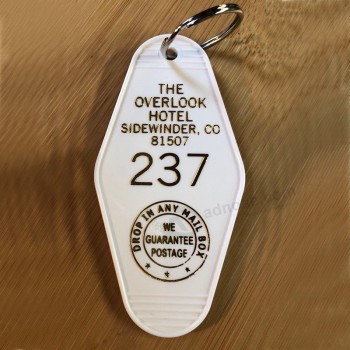 THE
OVERLOOK
HOTEL
SiDEWINDER, CO
81507
237
DROP IN ANY MAIL BOX
WE
GUARANTEE
POSTAGE